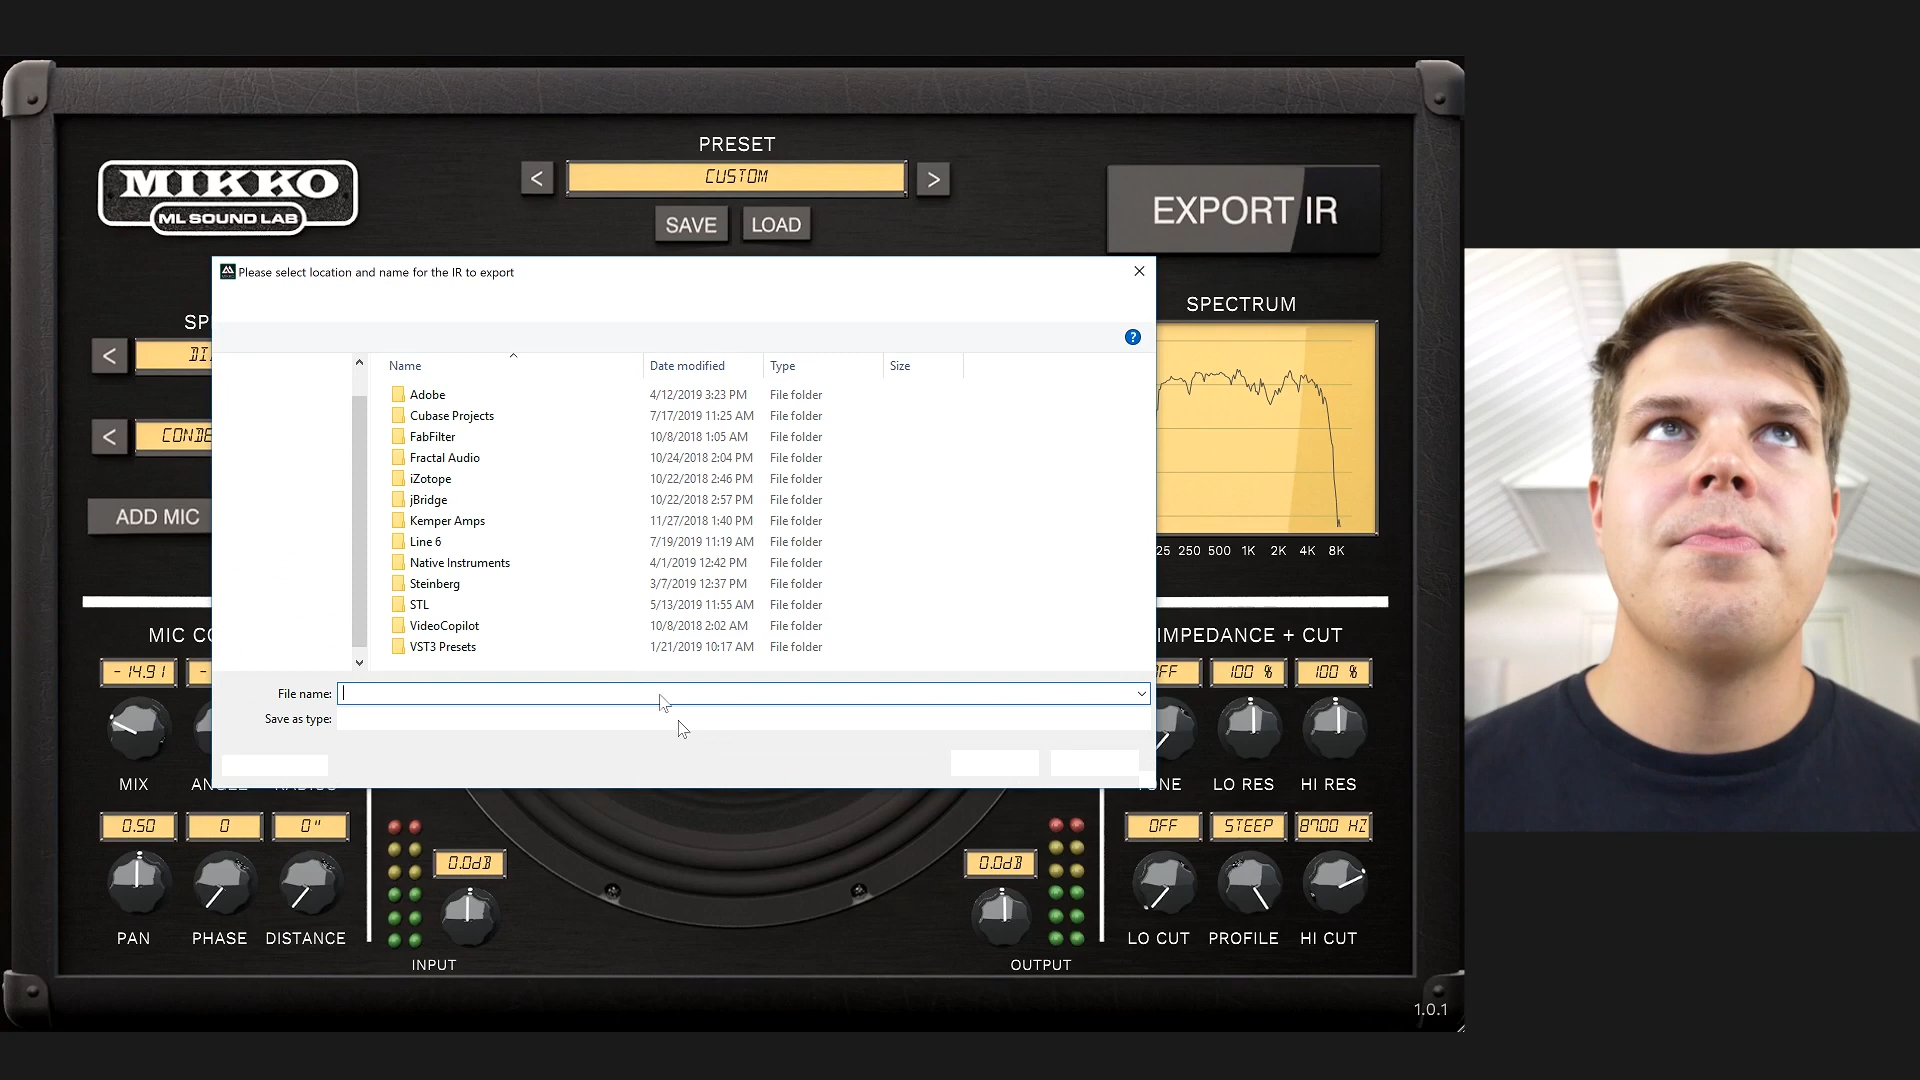 PRESET
MIKKO
ML SOUND LAB
<
CUSTOM
>
SAVE
LOAD
EXPORT IR
Please select location and name for the IR to export
SPECTRUM
<
<
ADD MIC
Name
Date modified
Type
Size
Adobe 4/12/2019 3:23 PM File folder
Cubase Projects 7/17/2019 11:25 AM File folder
FabFilter 10/8/2018 1:05 AM File folder
Fractal Audio 10/24/2018 2:04 PM File folder
iZotope 10/22/2018 2:46 PM File folder
jBridge 10/22/2018 2:57 PM File folder
Kemper Amps 11/27/2018 1:40 PM File folder
Line 6 7/19/2019 11:19 AM File folder
Native Instruments 4/1/2019 12:42 PM File folder
Steinberg 3/7/2019 12:37 PM File folder
STL 5/13/2019 11:55 AM File folder
VideoCopilot 10/8/2018 2:02 AM File folder
VST3 Presets 1/21/2019 10:17 AM File folder
File name:
Save as type:
25 250 500 1K 2K 4K 8K
MIC CO
IMPEDANCE + CUT
-14.91
FF 100 % 100 %
MIX
LO RES HI RES
0.50 0 0"
OFF STEEP 8700 HZ
0.0dB
0.0dB
PAN PHASE DISTANCE
LO CUT PROFILE HI CUT
INPUT
OUTPUT
1.0.1